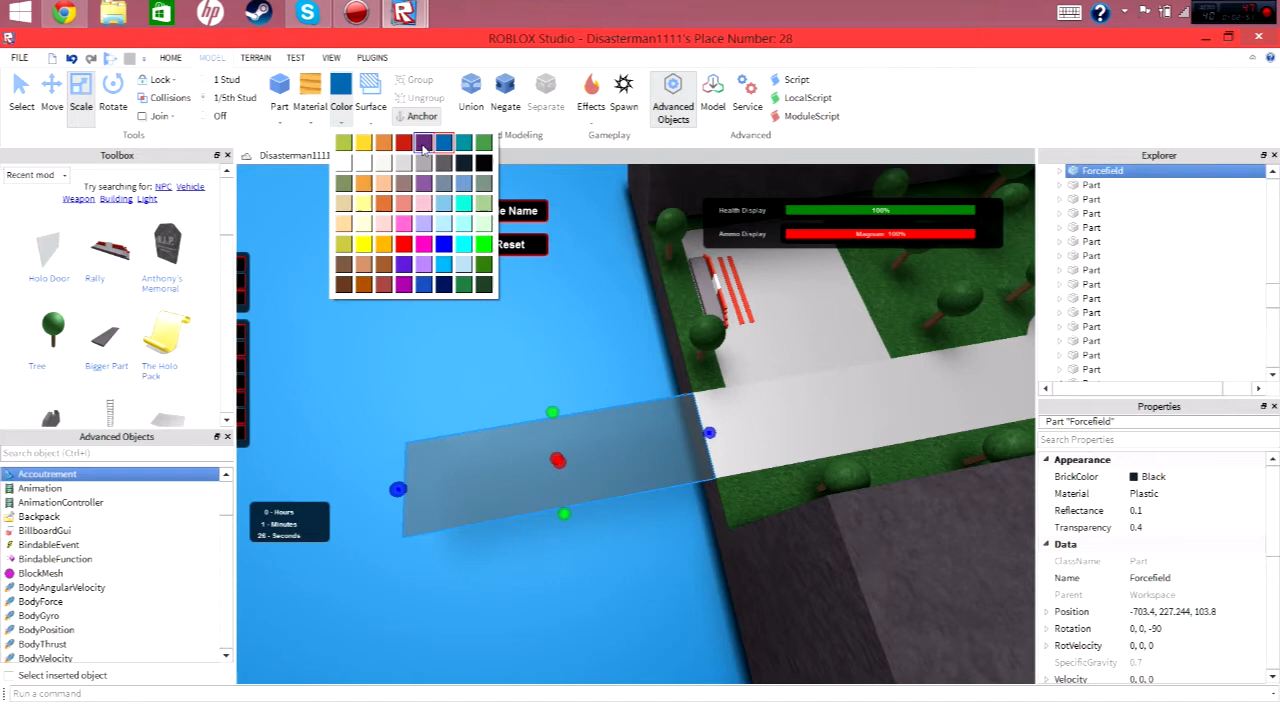 ROBLOX Studio - Disasterman1111's Place Number: 28
FILE HOME MODEL TERRAIN TEST VIEW PLUGINS
Select Move Scale Rotate
Lock -
Collisions
Join -
1 Stud
1/5th Stud
Off
Part Material Color Surface
Group
Ungroup
Anchor
Union Negate Separate
Effects Spawn
Advanced Objects
Model Service
Script
LocalScript
ModuleScript
Tools
d Modeling
Gameplay
Advanced
Toolbox
Recent mod
Try searching for: NPC Vehicle
Weapon Building Light
Holo Door
Rally
Anthony's Memorial
Tree
Bigger Part
The Holo Pack
Advanced Objects
Search object (Ctrl+I)
Accoutrement
Animation
AnimationController
Backpack
BillboardGui
BindableEvent
BindableFunction
BlockMesh
BodyAngularVelocity
BodyForce
BodyGyro
BodyPosition
BodyThrust
BodyVelocity
Select inserted object
Run a command
Disasterman1111
e Name
Reset
Health Display 100%
Ammo Display Magnum: 100%
0 - Hours
1 - Minutes
26 - Seconds
Explorer
Forcefield
Part
Part
Part
Part
Part
Part
Part
Part
Part
Part
Part
Part
Part
Part
Properties
Part "Forcefield"
Search Properties
Appearance
BrickColor Black
Material Plastic
Reflectance 0.1
Transparency 0.4
Data
ClassName Part
Name Forcefield
Parent Workspace
Position -703.4, 227.244, 103.8
Rotation 0, 0, -90
RotVelocity 0, 0, 0
SpecificGravity 0.7
Velocity 0, 0, 0